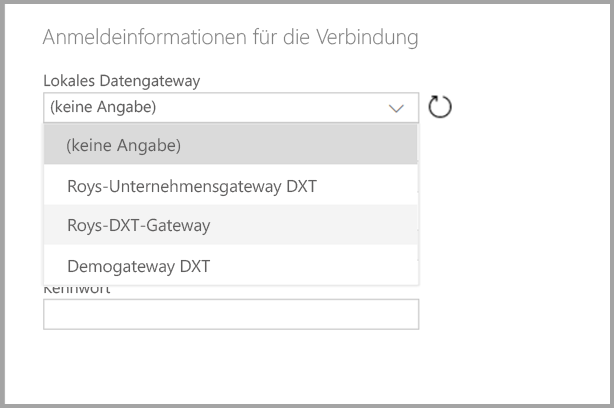 Anmeldeinformationen für die Verbindung
Lokales Datengateway
(keine Angabe)
(keine Angabe)
Roys-Unternehmensgateway DXT
Roys-DXT-Gateway
Demogateway DXT
Kennwort